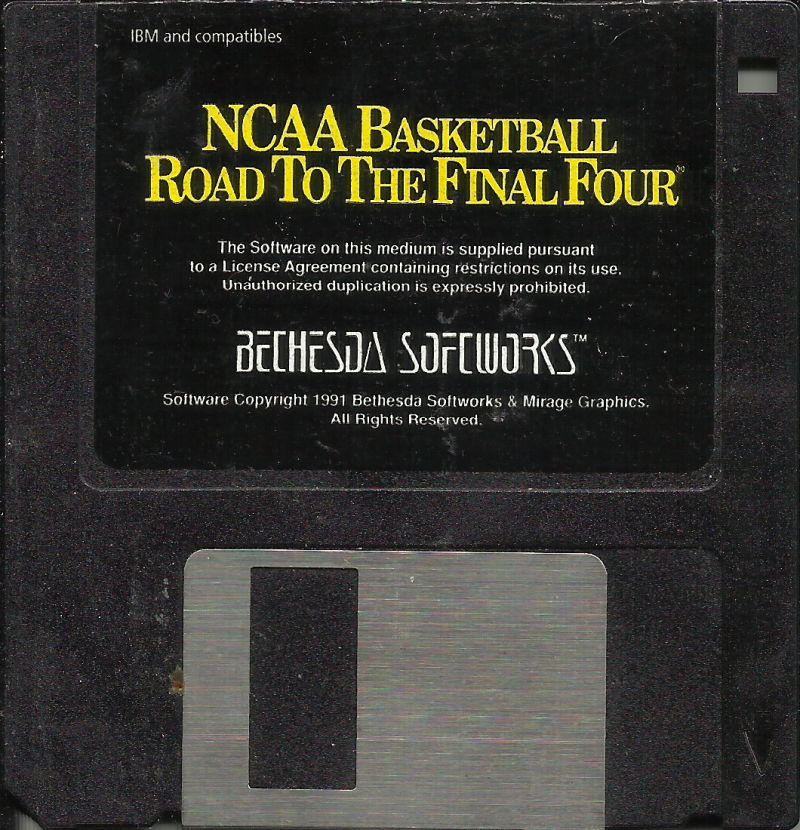 IBM and compatibles
NCAA BASKETBALL
ROAD TO THE FINAL FOUR®
The Software on this medium is supplied pursuant
to a License Agreement containing restrictions on its use.
Unauthorized duplication is expressly prohibited.
BETHESDA SOFTWORKS™
Software Copyright 1991 Bethesda Softworks & Mirage Graphics.
All Rights Reserved.